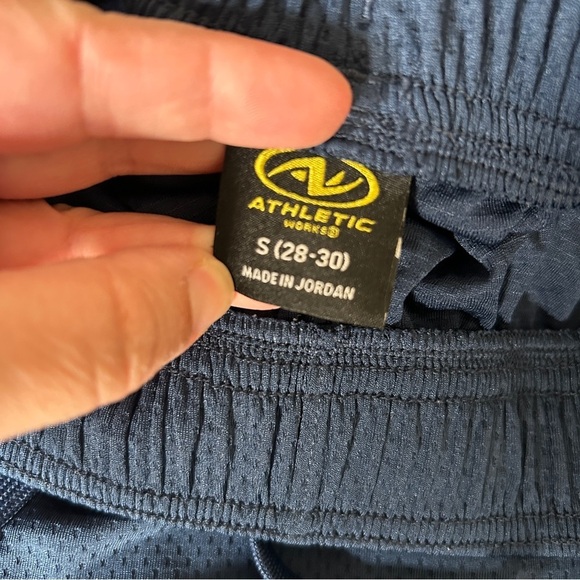 ATHLETIC
WORKS®
S (28-30)
MADE IN JORDAN